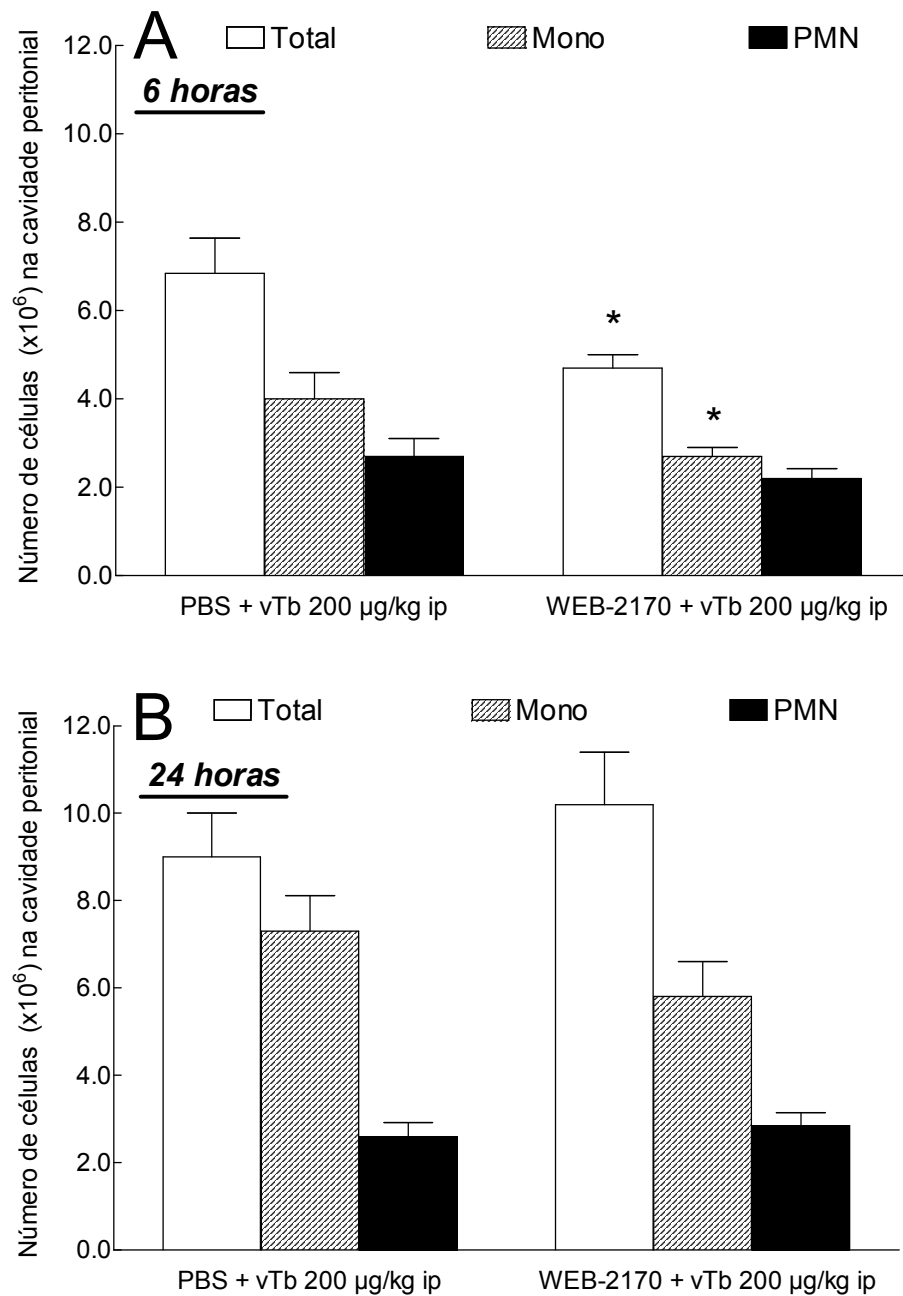 A
Total
Mono
PMN
6 horas
Número de células (x10⁶) na cavidade peritonial
12.0
10.0
8.0
6.0
4.0
2.0
0.0
*
*
PBS + vTb 200 µg/kg ip
WEB-2170 + vTb 200 µg/kg ip
B
Total
Mono
PMN
24 horas
Número de células (x10⁶) na cavidade peritonial
12.0
10.0
8.0
6.0
4.0
2.0
0.0
PBS + vTb 200 µg/kg ip
WEB-2170 + vTb 200 µg/kg ip